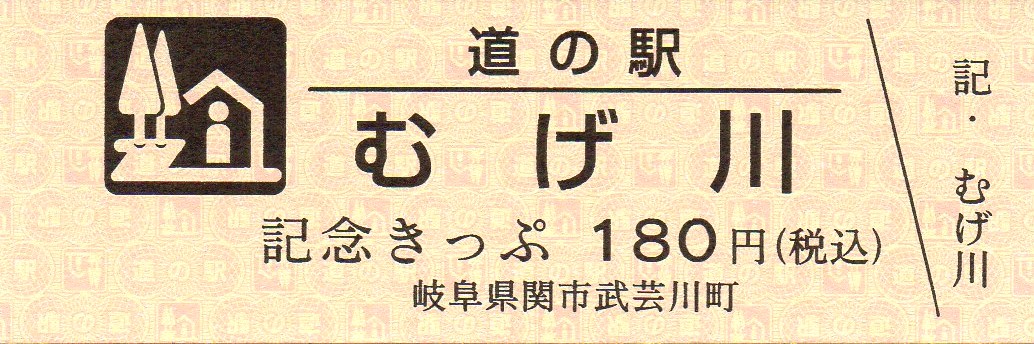 道の駅
むげ川
記念きっぷ 180円(税込)
岐阜県関市武芸川町
記・むげ川